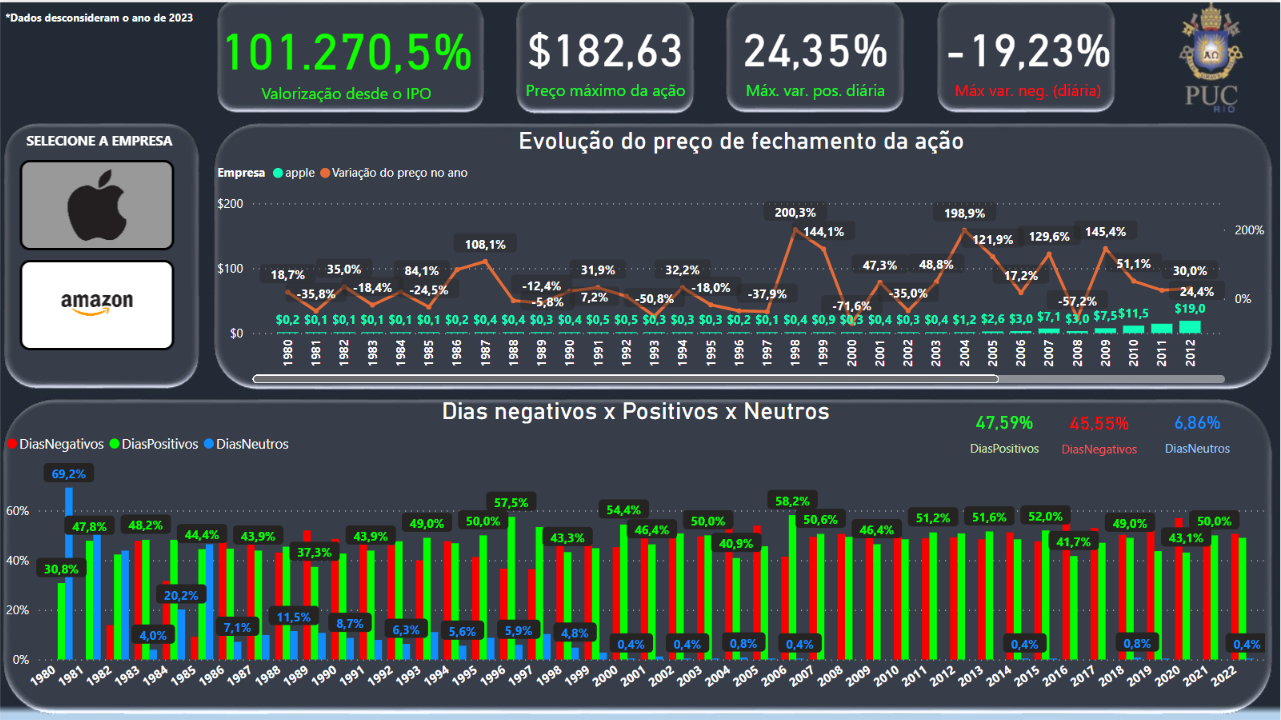 *Dados desconsideram o ano de 2023
101.270,5%
Valorização desde o IPO
$182,63
Preço máximo da ação
24,35%
Máx. var. pos. diária
-19,23%
Máx var. neg. (diária)
ΑΩ
PUC
RIO
SELECIONE A EMPRESA
amazon
Evolução do preço de fechamento da ação
Empresa apple Variação do preço no ano
$200
$100
$0
200%
0%
18,7% -35,8% 35,0% -18,4% 84,1% -24,5% 108,1% -12,4% -5,8% 31,9% 7,2% -50,8% 32,2% -18,0% -37,9% 200,3% 144,1% -71,6% 47,3% -35,0% 48,8% 198,9% 121,9% 17,2% 129,6% -57,2% 145,4% 51,1% 30,0% 24,4%
$0,2 $0,1 $0,1 $0,1 $0,1 $0,1 $0,2 $0,4 $0,4 $0,3 $0,4 $0,5 $0,5 $0,3 $0,3 $0,3 $0,2 $0,1 $0,4 $0,9 $0,3 $0,4 $0,3 $0,4 $1,2 $2,6 $3,0 $7,1 $3,0 $7,5 $11,5 $19,0
1980 1981 1982 1983 1984 1985 1986 1987 1988 1989 1990 1991 1992 1993 1994 1995 1996 1997 1998 1999 2000 2001 2002 2003 2004 2005 2006 2007 2008 2009 2010 2011 2012
Dias negativos x Positivos x Neutros
47,59%
DiasPositivos
45,55%
DiasNegativos
6,86%
DiasNeutros
DiasNegativos DiasPositivos DiasNeutros
60%
40%
20%
0%
30,8% 47,8% 48,2% 44,4% 43,9% 37,3% 43,9% 49,0% 50,0% 57,5% 43,3% 54,4% 46,4% 50,0% 40,9% 58,2% 50,6% 46,4% 51,2% 51,6% 52,0% 41,7% 49,0% 43,1% 50,0%
69,2% 4,0% 20,2% 7,1% 11,5% 8,7% 6,3% 5,6% 5,9% 4,8% 0,4% 0,4% 0,8% 0,4% 0,4% 0,8% 0,4%
1980 1981 1982 1983 1984 1985 1986 1987 1988 1989 1990 1991 1992 1993 1994 1995 1996 1997 1998 1999 2000 2001 2002 2003 2004 2005 2006 2007 2008 2009 2010 2011 2012 2013 2014 2015 2016 2017 2018 2019 2020 2021 2022